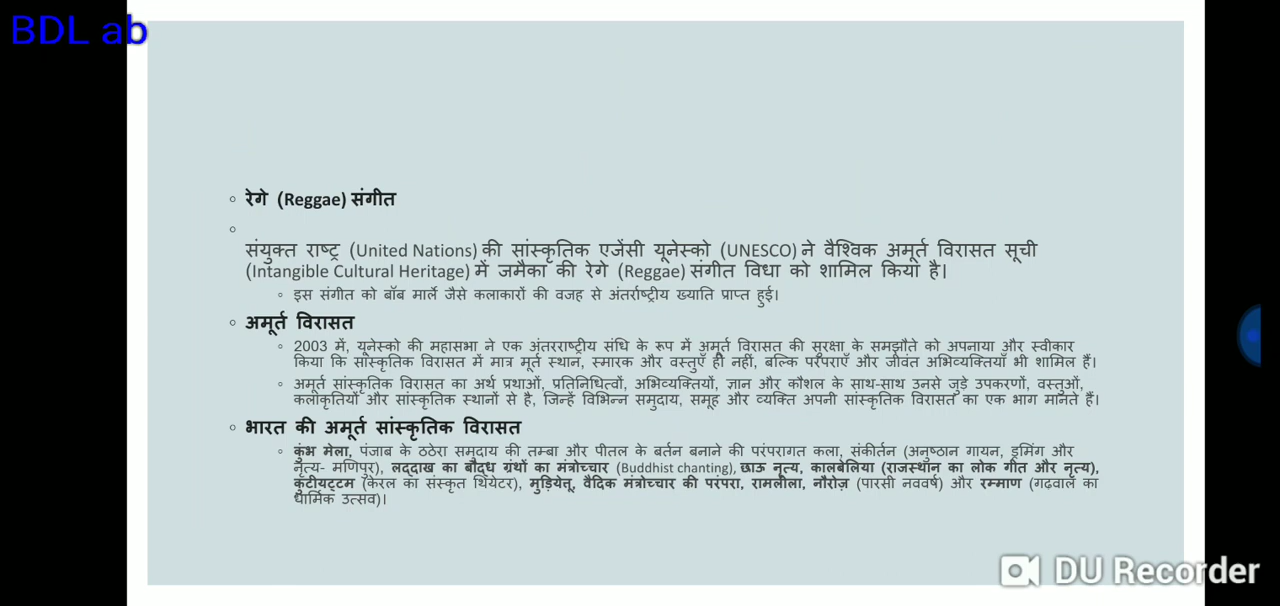 BDL ab
रेगे (Reggae) संगीत
संयुक्त राष्ट्र (United Nations) की सांस्कृतिक एजेंसी यूनेस्को (UNESCO) ने वैश्विक अमूर्त विरासत सूची
(Intangible Cultural Heritage) में जमैका की रेगे (Reggae) संगीत विधा को शामिल किया है।
इस संगीत को बॉब मार्ले जैसे कलाकारों की वजह से अंतर्राष्ट्रीय ख्याति प्राप्त हुई।
अमूर्त विरासत
2003 में, यूनेस्को की महासभा ने एक अंतरराष्ट्रीय संधि के रूप में अमूर्त विरासत की सुरक्षा के समझौते को अपनाया और स्वीकार
किया कि सांस्कृतिक विरासत में मात्र मूर्त स्थान, स्मारक और वस्तुएँ ही नहीं, बल्कि परंपराएँ और जीवंत अभिव्यक्तियाँ भी शामिल हैं।
अमूर्त सांस्कृतिक विरासत का अर्थ प्रथाओं, प्रतिनिधित्वों, अभिव्यक्तियों, ज्ञान और कौशल के साथ-साथ उनसे जुड़े उपकरणों, वस्तुओं,
कलाकृतियों और सांस्कृतिक स्थानों से है, जिन्हें विभिन्न समुदाय, समूह और व्यक्ति अपनी सांस्कृतिक विरासत का एक भाग मानते हैं।
भारत की अमूर्त सांस्कृतिक विरासत
कुंभ मेला, पंजाब के ठठेरा समुदाय की तम्बा और पीतल के बर्तन बनाने की परंपरागत कला, संकीर्तन (अनुष्ठान गायन, ड्रमिंग और
नृत्य- मणिपुर), लद्दाख का बौद्ध ग्रंथों का मंत्रोच्चार (Buddhist chanting), छाऊ नृत्य, कालबेलिया (राजस्थान का लोक गीत और नृत्य),
कुटीयट्टम (केरल का संस्कृत थियेटर), मुड़ियेतू, वैदिक मंत्रोच्चार की परंपरा, रामलीला, नौरोज़ (पारसी नववर्ष) और रम्माण (गढ़वाल का
धार्मिक उत्सव)।
DU Recorder